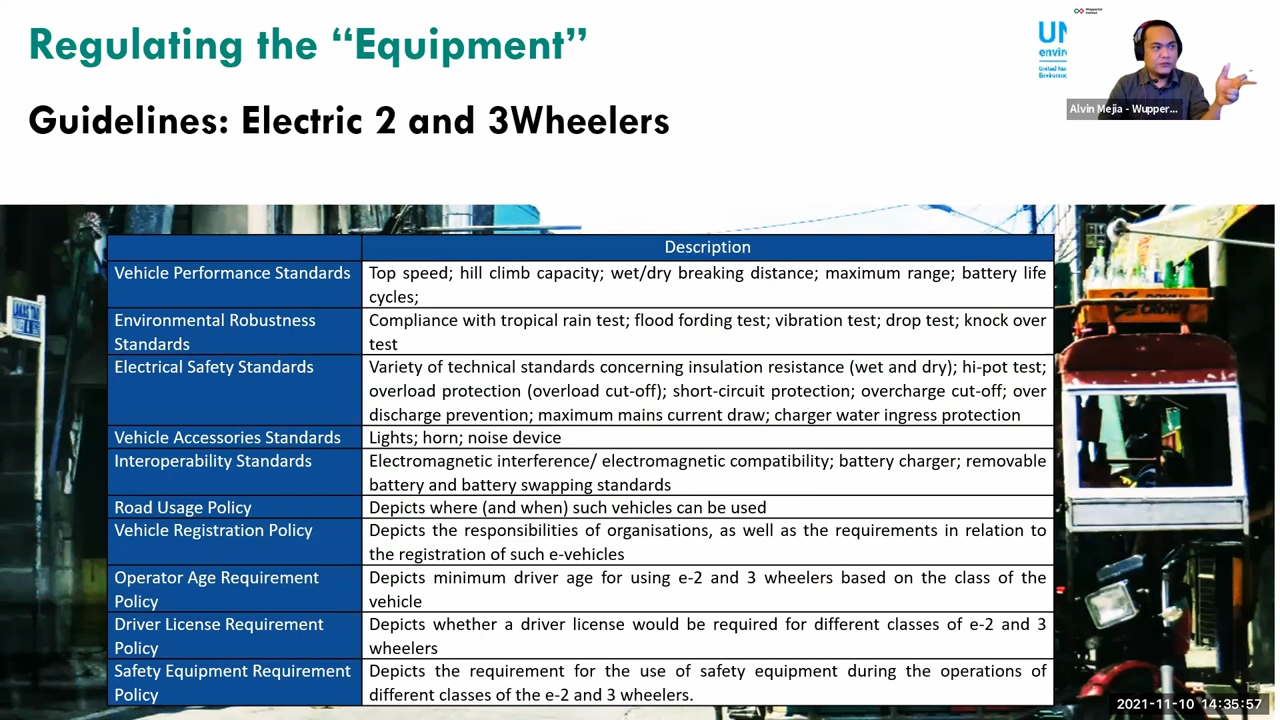 Regulating the “Equipment”
Guidelines: Electric 2 and 3Wheelers
UN
envir
United Na
Environm
Wuppertal
Institut
Alvin Mejia - Wupper...
Description
Vehicle Performance Standards
Top speed; hill climb capacity; wet/dry breaking distance; maximum range; battery life
cycles;
Environmental Robustness
Standards
Compliance with tropical rain test; flood fording test; vibration test; drop test; knock over
test
Electrical Safety Standards
Variety of technical standards concerning insulation resistance (wet and dry); hi-pot test;
overload protection (overload cut-off); short-circuit protection; overcharge cut-off; over
discharge prevention; maximum mains current draw; charger water ingress protection
Vehicle Accessories Standards
Lights; horn; noise device
Interoperability Standards
Electromagnetic interference/ electromagnetic compatibility; battery charger; removable
battery and battery swapping standards
Road Usage Policy
Depicts where (and when) such vehicles can be used
Vehicle Registration Policy
Depicts the responsibilities of organisations, as well as the requirements in relation to
the registration of such e-vehicles
Operator Age Requirement
Policy
Depicts minimum driver age for using e-2 and 3 wheelers based on the class of the
vehicle
Driver License Requirement
Policy
Depicts whether a driver license would be required for different classes of e-2 and 3
wheelers
Safety Equipment Requirement
Policy
Depicts the requirement for the use of safety equipment during the operations of
different classes of the e-2 and 3 wheelers.
2021-11-10 14:35:57